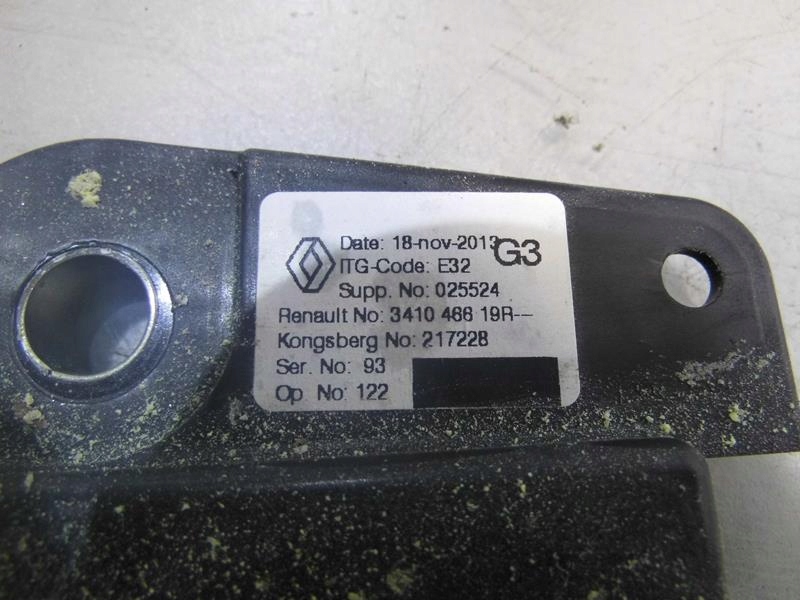 Date: 18-nov-2013 G3
ITG-Code: E32
Supp. No: 025524
Renault No: 3410 466 19R--
Kongsberg No: 217228
Ser. No: 93
Op No: 122